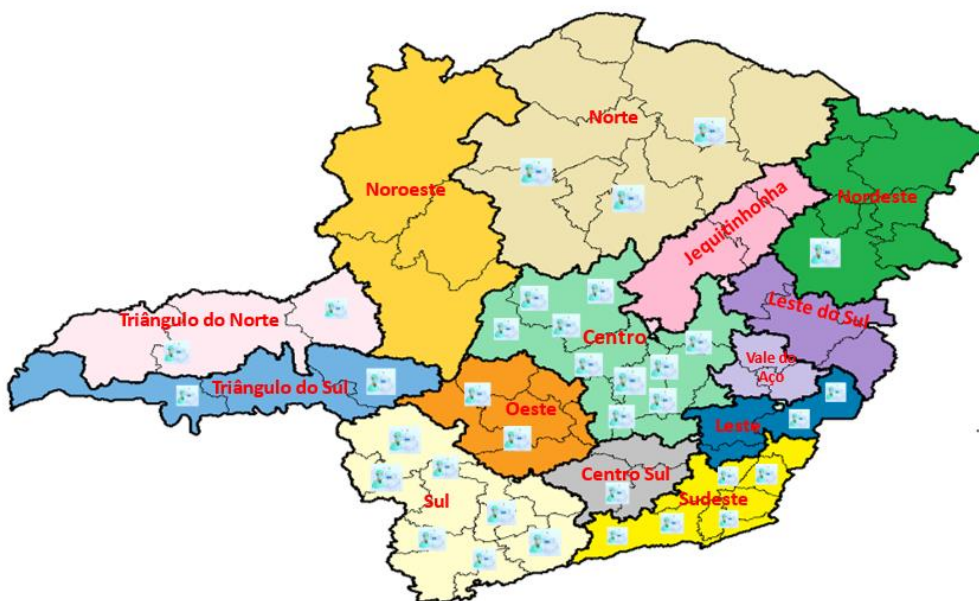 Norte
Noroeste
Jequitinhonha
Nordeste
Leste do Sul
Triângulo do Norte
Centro
Vale do
Aço
Triângulo do Sul
Oeste
Leste
Centro Sul
Sul
Sudeste